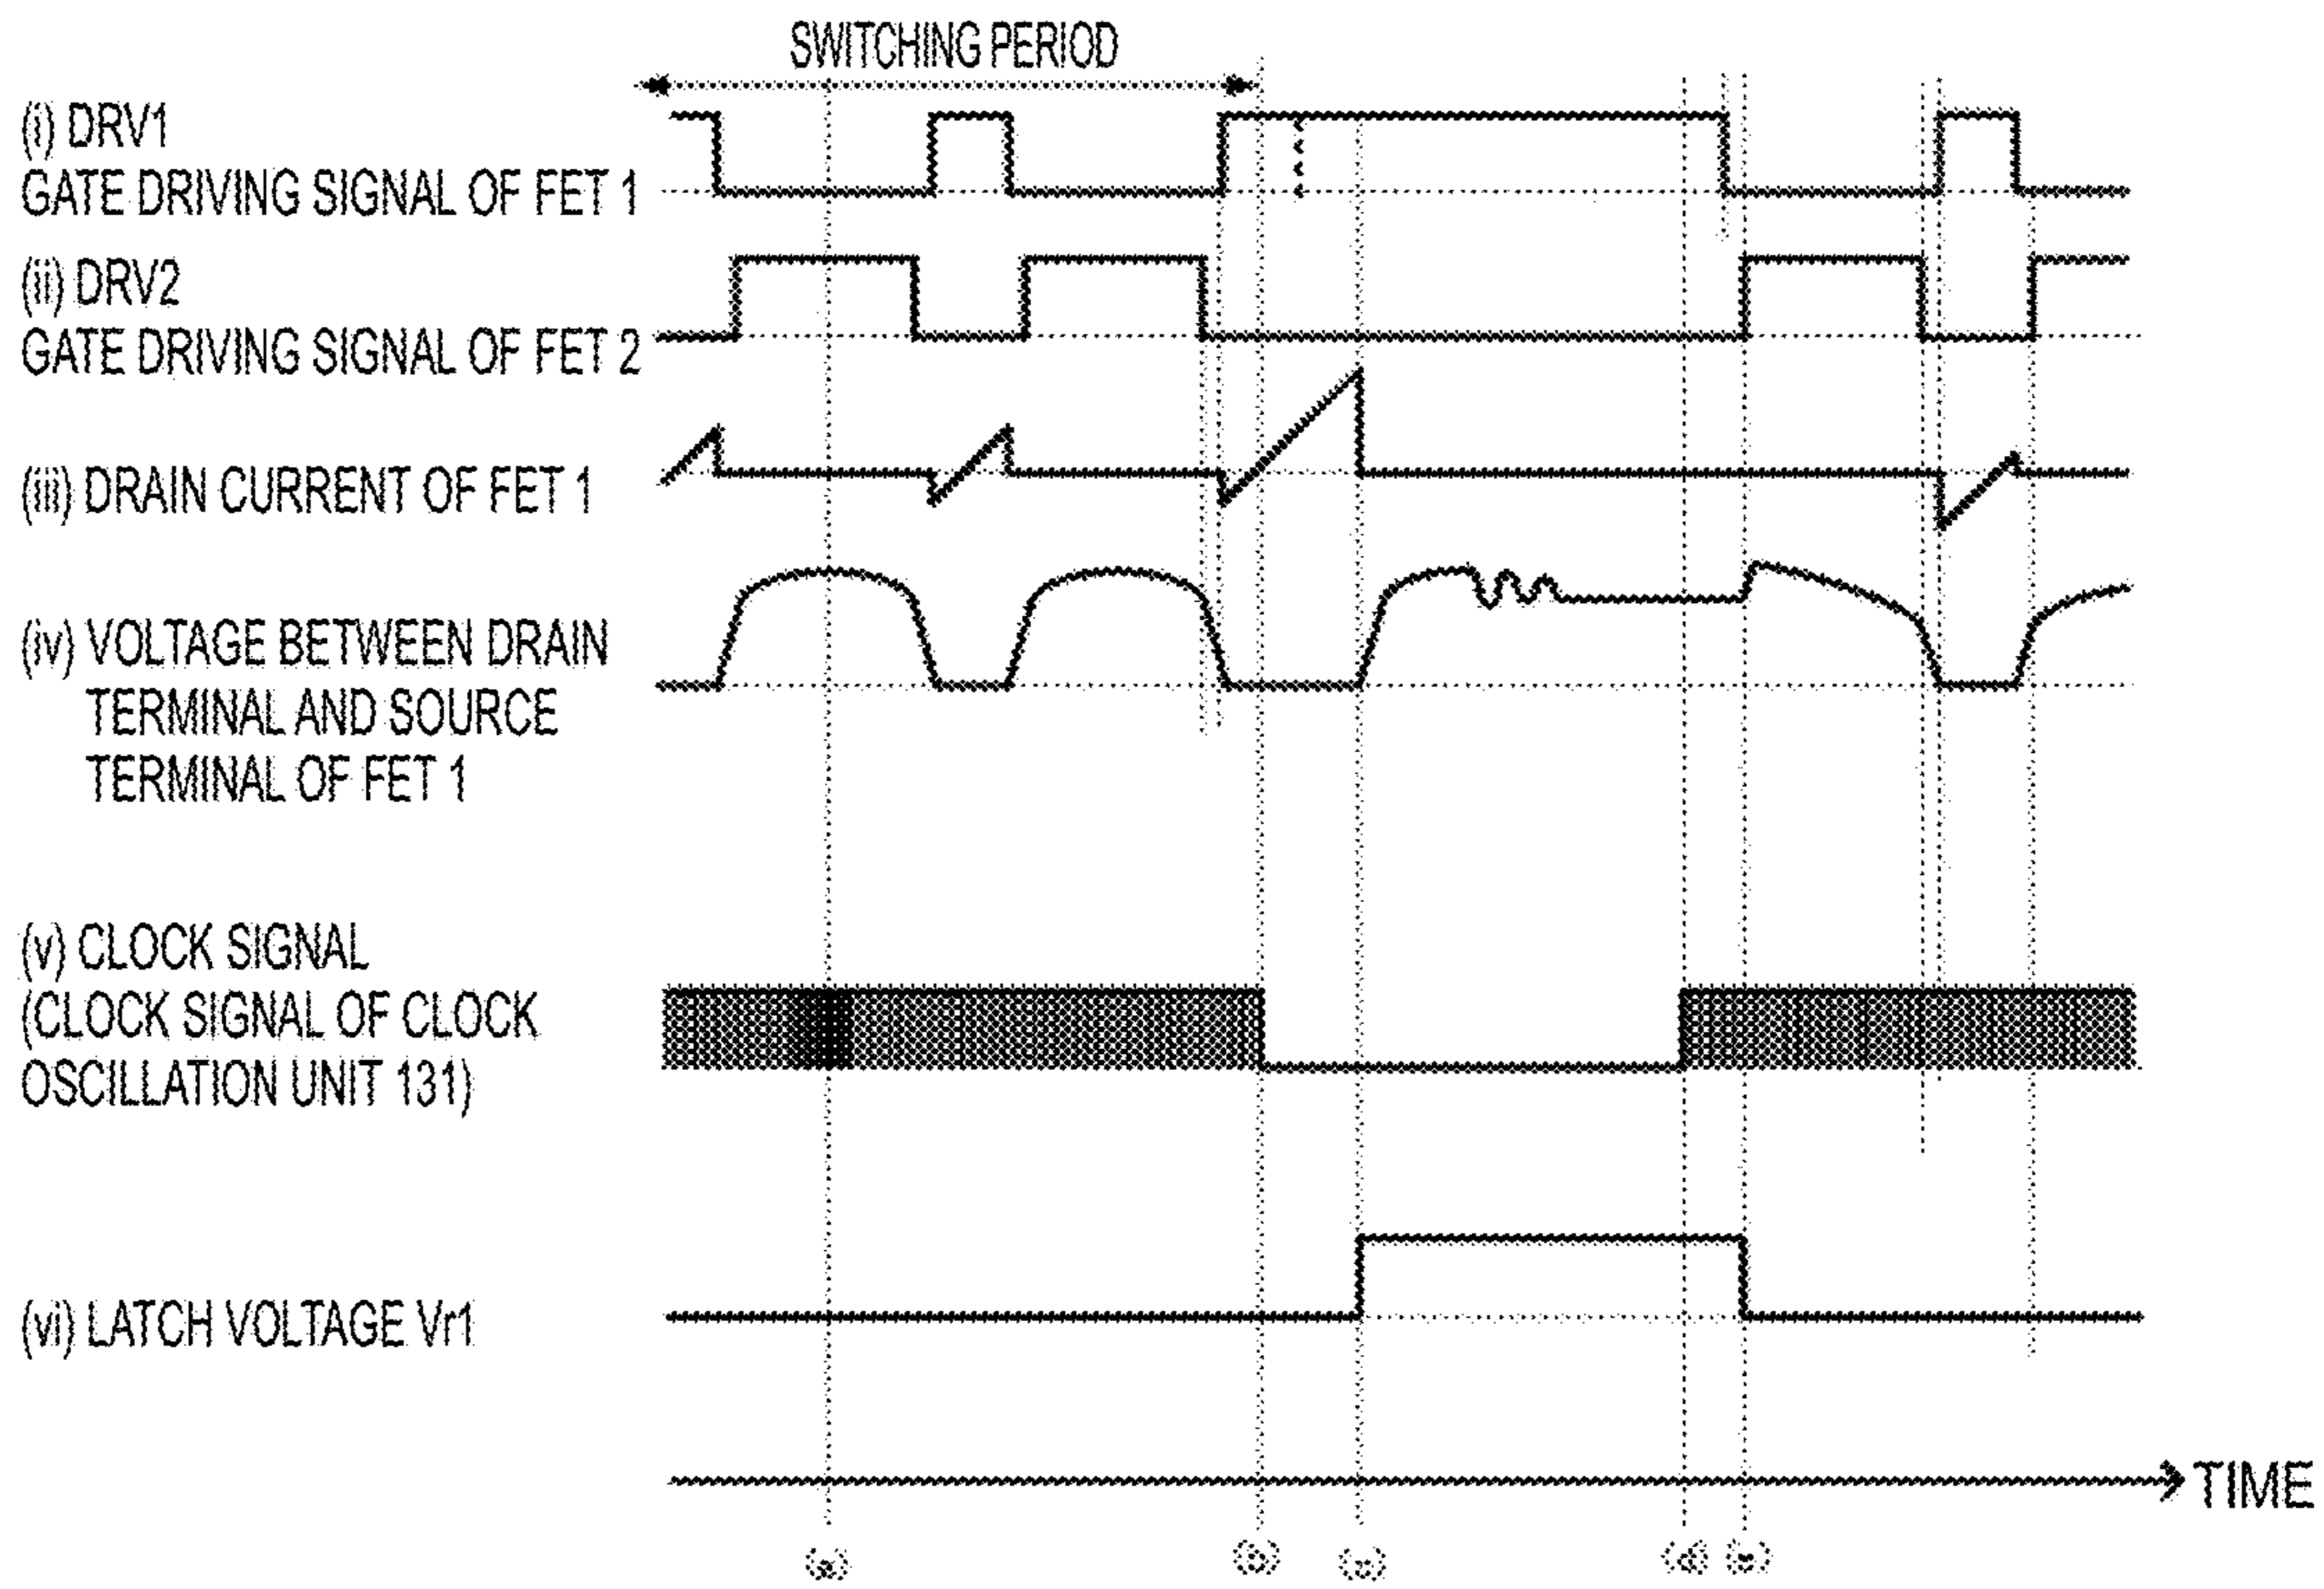 SWITCHING PERIOD
(i) DRV1
GATE DRIVING SIGNAL OF FET 1
(ii) DRV2
GATE DRIVING SIGNAL OF FET 2
(iii) DRAIN CURRENT OF FET 1
(iv) VOLTAGE BETWEEN DRAIN
TERMINAL AND SOURCE
TERMINAL OF FET 1
(v) CLOCK SIGNAL
(CLOCK SIGNAL OF CLOCK
OSCILLATION UNIT 131)
(vi) LATCH VOLTAGE Vr1
TIME
(a) (b) (c) (d) (e)